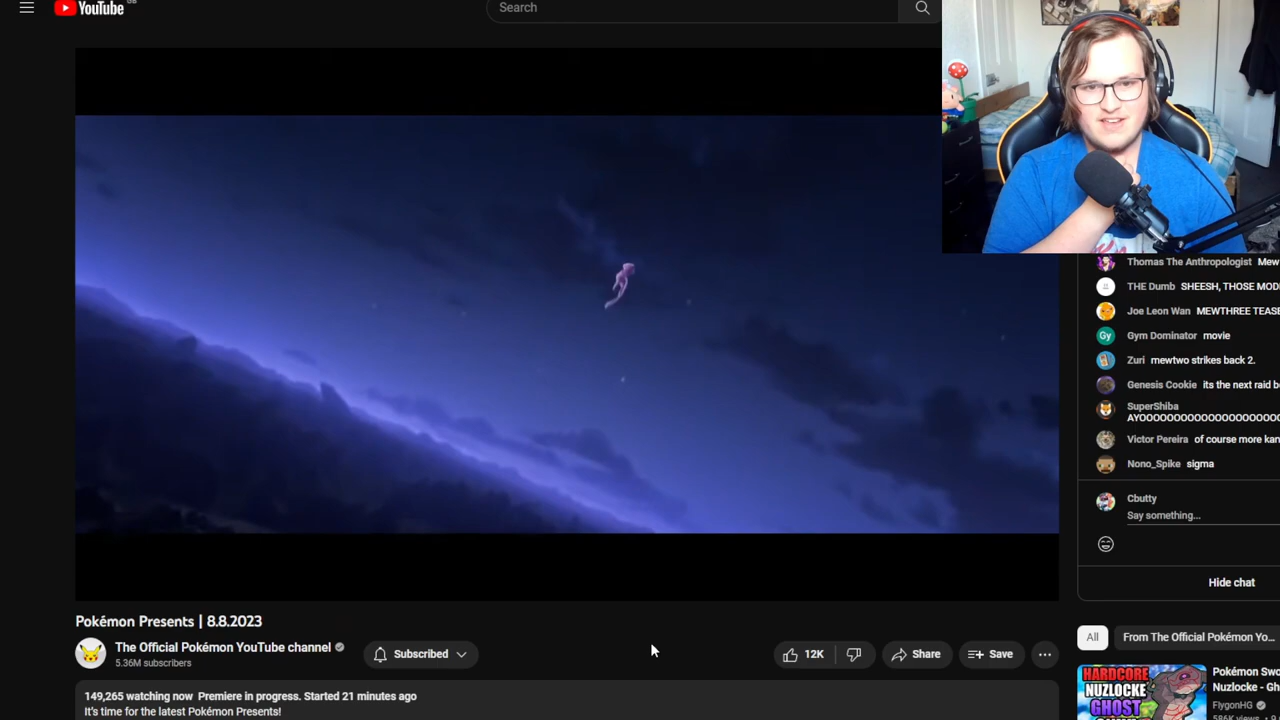 YouTube GB
Search
Thomas The Anthropologist Mew
THE Dumb SHEESH, THOSE MOD
Joe Leon Wan MEWTHREE TEAS
Gy Gym Dominator movie
Zuri mewtwo strikes back 2.
Genesis Cookie its the next raid b
SuperShiba
AYOOOOOOOOOOOOOOOOOOOO
Victor Pereira of course more kan
Nono_Spike sigma
Cbutty
Say something...
Hide chat
Pokémon Presents | 8.8.2023
The Official Pokémon YouTube channel
5.36M subscribers
Subscribed
12K
Share
Save
All
From The Official Pokémon Yo...
149,265 watching now Premiere in progress. Started 21 minutes ago
It's time for the latest Pokémon Presents!
HARDCORE
NUZLOCKE
GHOST
Pokémon Swo
Nuzlocke - Gh
FlygonHG